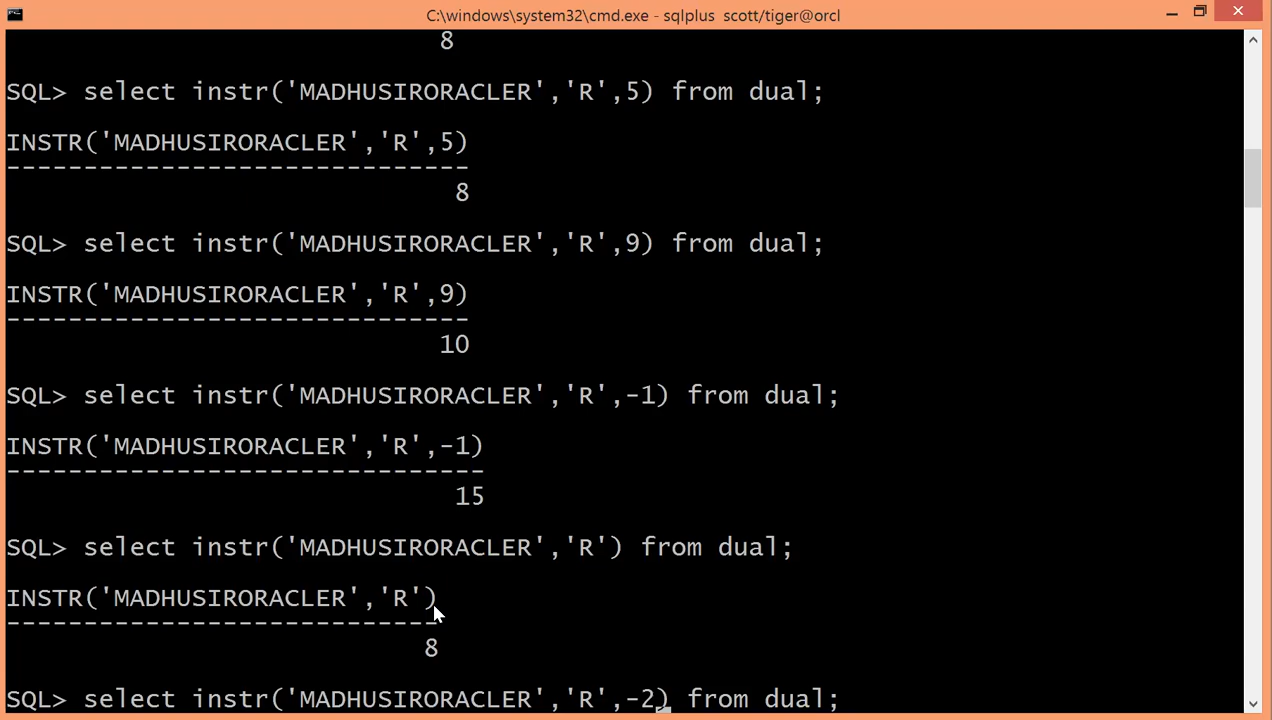 C:\windows\system32\cmd.exe - sqlplus  scott/tiger@orcl
8
SQL> select instr('MADHUSIRORACLER','R',5) from dual;
INSTR('MADHUSIRORACLER','R',5)
------------------------------
8
SQL> select instr('MADHUSIRORACLER','R',9) from dual;
INSTR('MADHUSIRORACLER','R',9)
------------------------------
10
SQL> select instr('MADHUSIRORACLER','R',-1) from dual;
INSTR('MADHUSIRORACLER','R',-1)
-------------------------------
15
SQL> select instr('MADHUSIRORACLER','R') from dual;
INSTR('MADHUSIRORACLER','R')
----------------------------
8
SQL> select instr('MADHUSIRORACLER','R',-2) from dual;